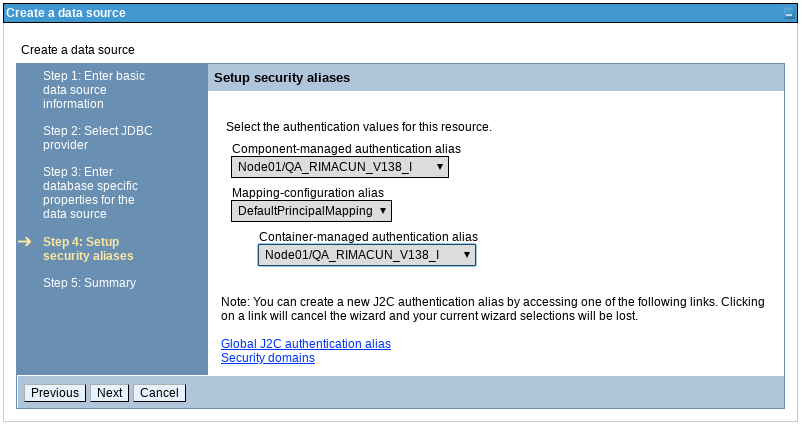 Create a data source
Create a data source
Step 1: Enter basic
data source
information
Step 2: Select JDBC
provider
Step 3: Enter
database specific
properties for the
data source
Step 4: Setup
security aliases
Step 5: Summary
Setup security aliases
Select the authentication values for this resource.
Component-managed authentication alias
Node01/QA_RIMACUN_V138_I
Mapping-configuration alias
DefaultPrincipalMapping
Container-managed authentication alias
Node01/QA_RIMACUN_V138_I
Note: You can create a new J2C authentication alias by accessing one of the following links. Clicking
on a link will cancel the wizard and your current wizard selections will be lost.
Global J2C authentication alias
Security domains
Previous Next Cancel